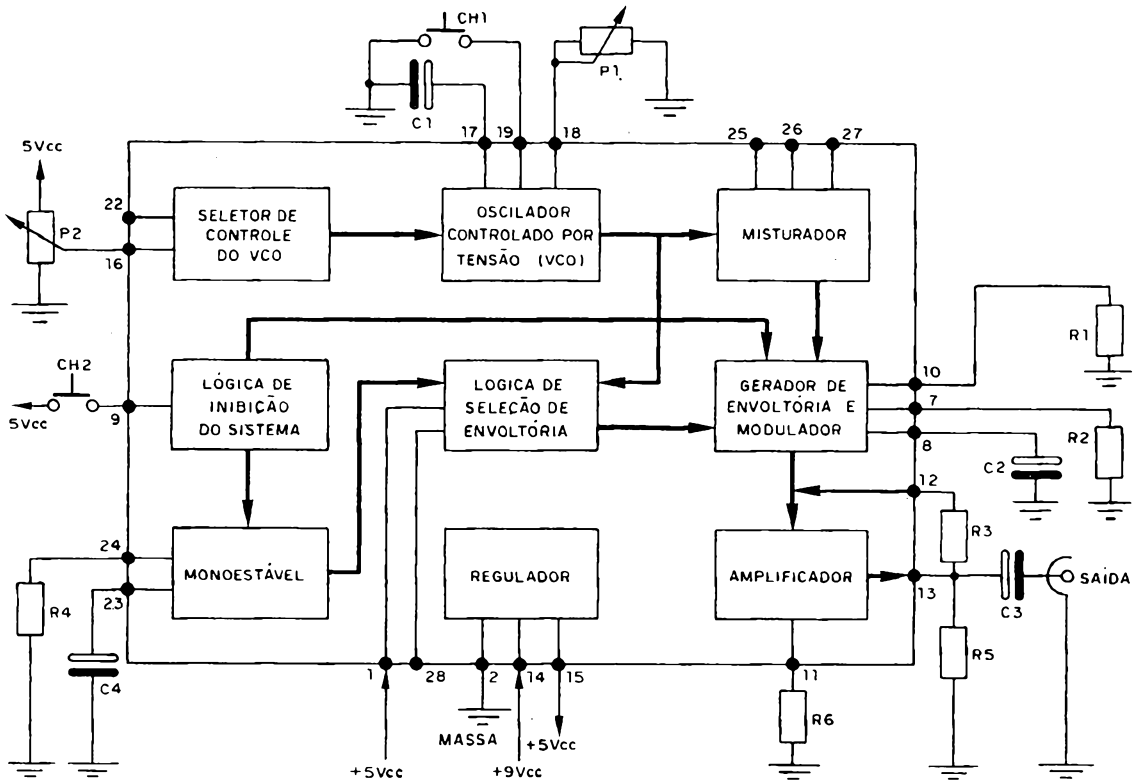 CH1
P1
C1
17
19
18
25
26
27
5Vcc
22
P2
16
SELETOR DE
CONTROLE
DO VCO
OSCILADOR
CONTROLADO POR
TENSÃO (VCO)
MISTURADOR
CH2
5Vcc
9
LÓGICA DE
INIBIÇÃO
DO SISTEMA
LOGICA DE
SELEÇÃO DE
ENVOLTÓRIA
GERADOR DE
ENVOLTÓRIA E
MODULADOR
10
7
8
R1
R2
C2
12
R3
24
23
R4
C4
MONOESTÁVEL
REGULADOR
AMPLIFICADOR
13
C3
SAÍDA
R5
1
28
2
14
15
11
R6
MASSA
+5Vcc
+5Vcc
+9Vcc